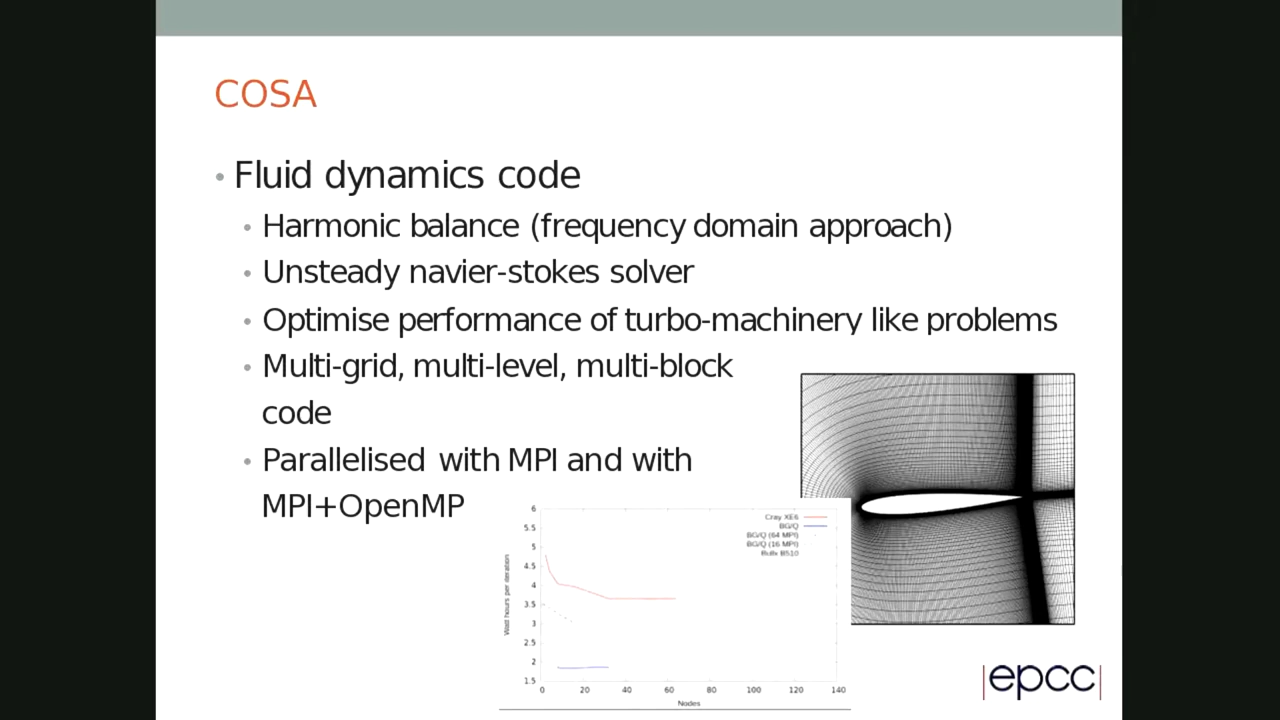 COSA
• Fluid dynamics code
• Harmonic balance (frequency domain approach)
• Unsteady navier-stokes solver
• Optimise performance of turbo-machinery like problems
• Multi-grid, multi-level, multi-block
code
• Parallelised with MPI and with
MPI+OpenMP
Cray XE6
BG/Q
BG/Q (64 MPI)
BG/Q (16 MPI)
Bullx B510
6
5.5
5
4.5
4
3.5
3
2.5
2
1.5
Watt hours per iteration
0 20 40 60 80 100 120 140
Nodes
|epcc|